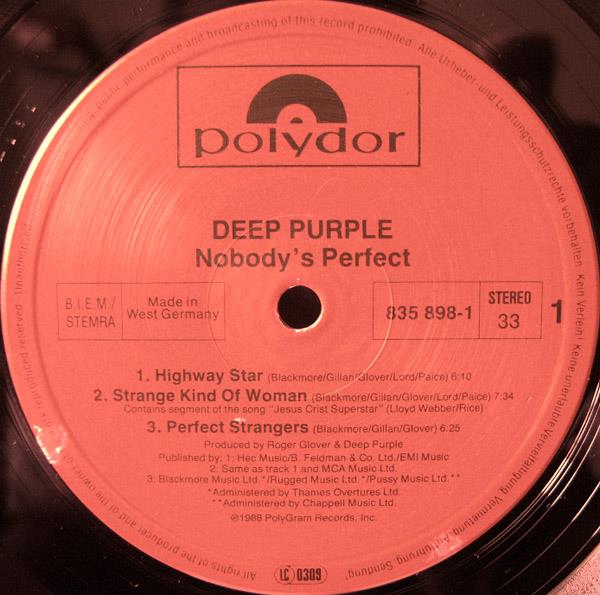 polydor
DEEP PURPLE
Nobody's Perfect
B.I.E.M./
STEMRA
Made in
West Germany
835 898-1
STEREO
33
1
1. Highway Star (Blackmore/Gillan/Glover/Lord/Paice) 6:10
2. Strange Kind Of Woman (Blackmore/Gillan/Glover/Lord/Paice) 7:34
Contains segment of the song "Jesus Crist Superstar" (Lloyd Webber/Rice)
3. Perfect Strangers (Blackmore/Gillan/Glover) 6:25
Produced by Roger Glover & Deep Purple
Published by: 1: Hec Music/B. Feldman & Co. Ltd./EMI Music
2: Same as track 1 and MCA Music Ltd.
3: Blackmore Music Ltd.*/Rugged Music Ltd.*/Pussy Music Ltd.**
*Administered by Thames Overtures Ltd.
**Administered by Chappell Music Ltd.
℗1988 PolyGram Records, Inc.
LC 0309
All rights of the producer and of the owner of reproduced reserved. Unauthorized public performance and broadcasting of this record prohibited. Alle Urheber- und Leistungsschutzrechte vorbehalten. Kein Verleih! Keine unerlaubte Vervielfältigung, Vermietung, Aufführung, Sendung!